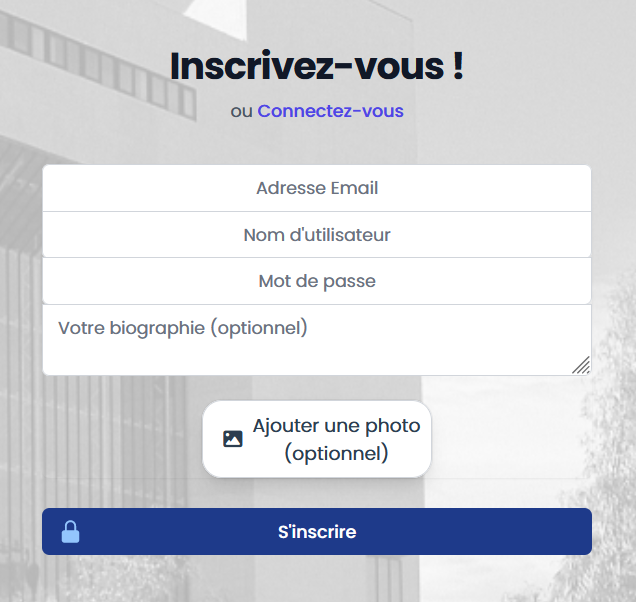 Inscrivez-vous !
ou Connectez-vous
Adresse Email
Nom d'utilisateur
Mot de passe
Votre biographie (optionnel)
Ajouter une photo
(optionnel)
S'inscrire